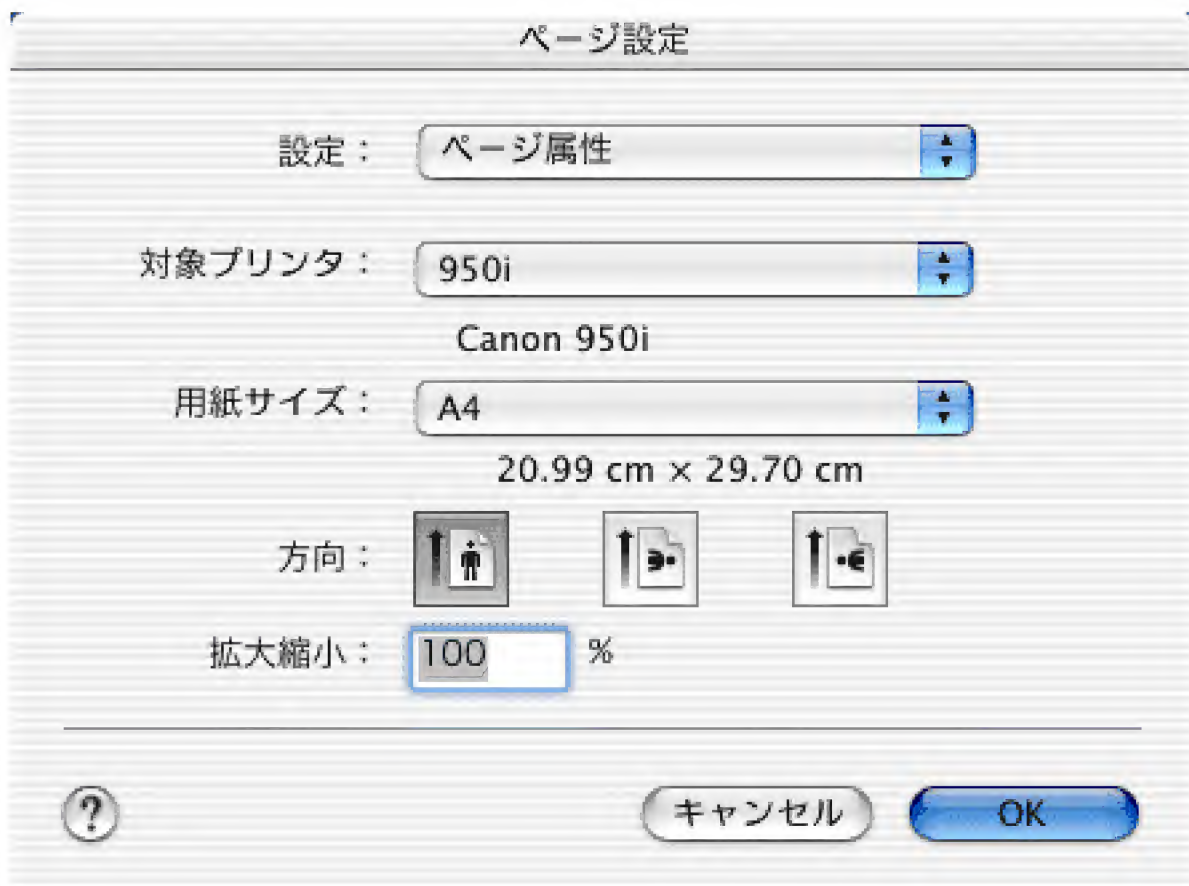 ページ設定
設定： ページ属性
対象プリンタ： 950i
Canon 950i
用紙サイズ： A4
20.99 cm × 29.70 cm
方向：
拡大縮小： 100 %
? キャンセル OK